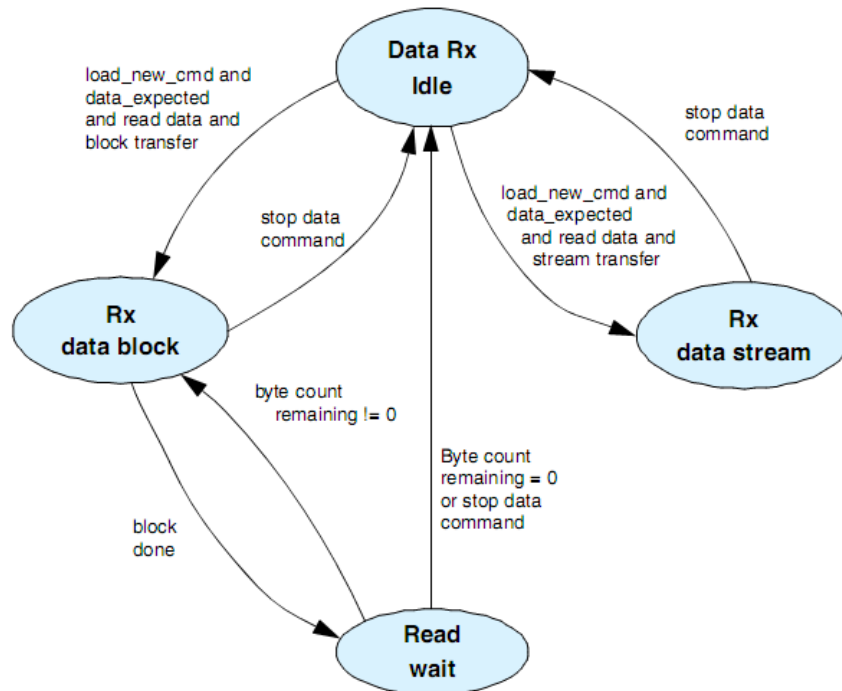 Data Rx
Idle
load_new_cmd and
data_expected
and read data and
block transfer
stop data
command
stop data
command
load_new_cmd and
data_expected
and read data and
stream transfer
Rx
data block
Rx
data stream
byte count
remaining != 0
Byte count
remaining = 0
or stop data
command
block
done
Read
wait